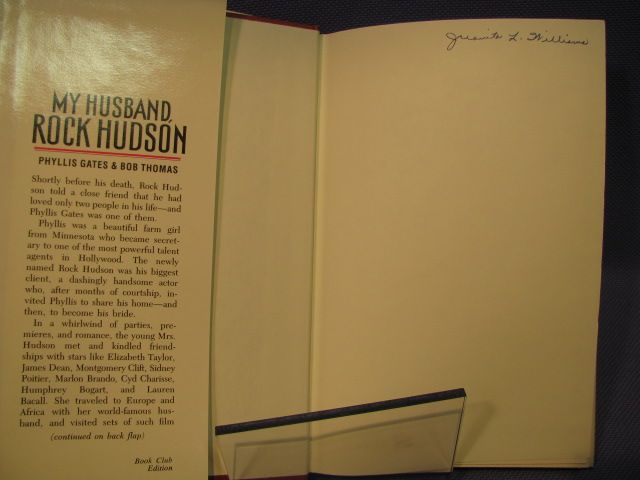 MY HUSBAND,
ROCK HUDSON
PHYLLIS GATES & BOB THOMAS
Shortly before his death, Rock Hud-
son told a close friend that he had
loved only two people in his life—and
Phyllis Gates was one of them.
Phyllis was a beautiful farm girl
from Minnesota who became secret-
ary to one of the most powerful talent
agents in Hollywood. The newly
named Rock Hudson was his biggest
client, a dashingly handsome actor
who, after months of courtship, in-
vited Phyllis to share his home—and
then, to become his bride.
In a whirlwind of parties, pre-
mieres, and romance, the young Mrs.
Hudson met and kindled friend-
ships with stars like Elizabeth Taylor,
James Dean, Montgomery Clift, Sidney
Poitier, Marlon Brando, Cyd Charisse,
Humphrey Bogart, and Lauren
Bacall. She traveled to Europe and
Africa with her world-famous hus-
band, and visited sets of such film
(continued on back flap)
Book Club
Edition
Juanita L. Williams